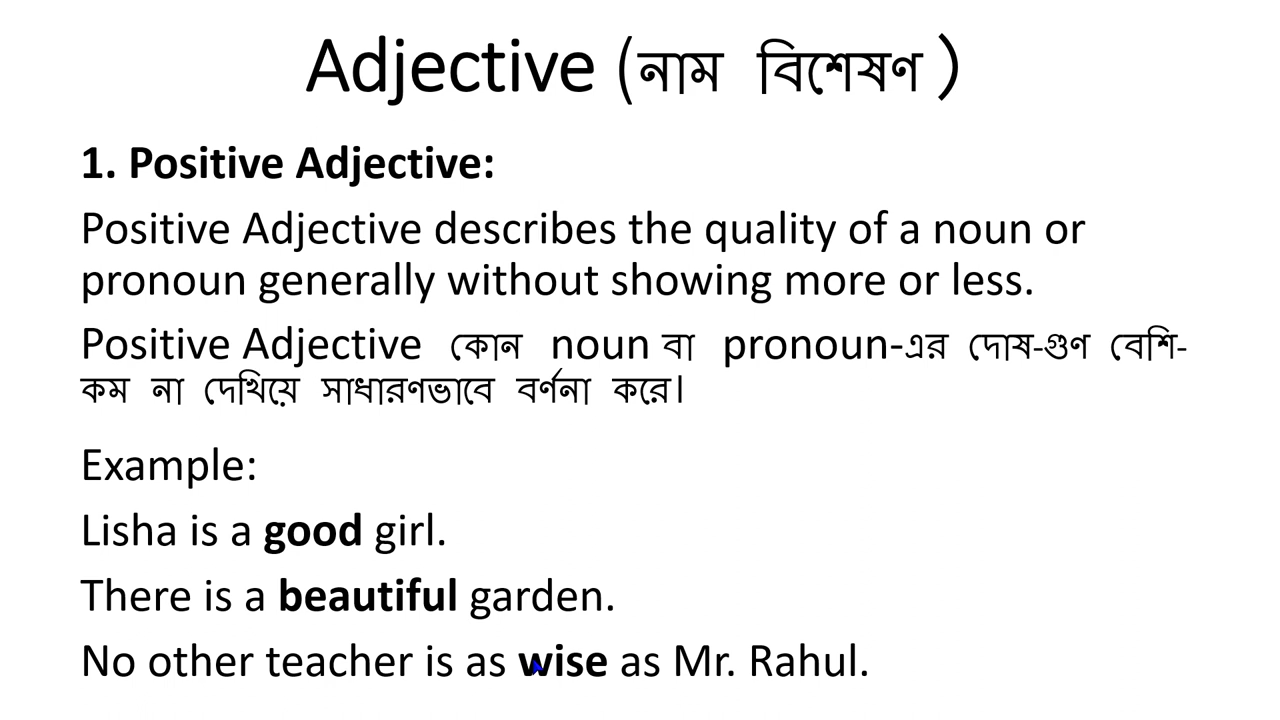 Adjective (নাম বিশেষণ )
1. Positive Adjective:
Positive Adjective describes the quality of a noun or
pronoun generally without showing more or less.
Positive Adjective কোন noun বা pronoun-এর দোষ-গুণ বেশি-
কম না দেখিয়ে সাধারণভাবে বর্ণনা করে।
Example:
Lisha is a good girl.
There is a beautiful garden.
No other teacher is as wise as Mr. Rahul.